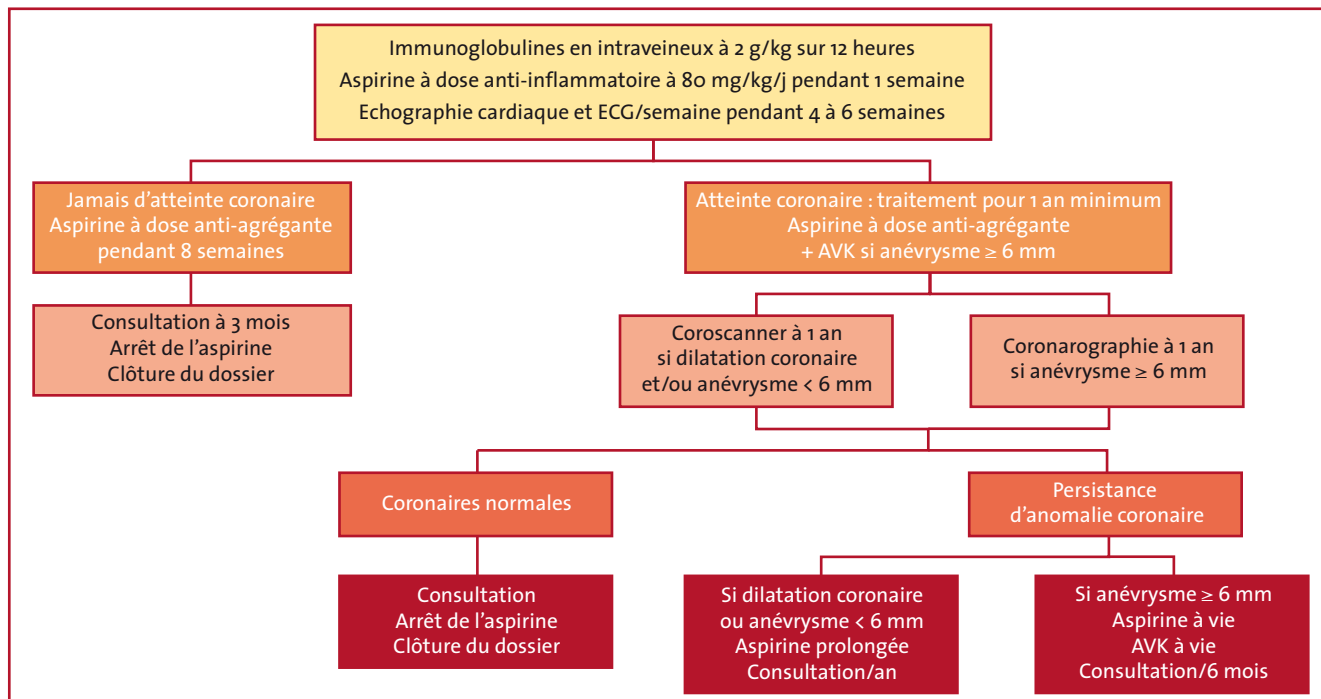 Immunoglobulines en intraveineux à 2 g/kg sur 12 heures
Aspirine à dose anti-inflammatoire à 80 mg/kg/j pendant 1 semaine
Echographie cardiaque et ECG/semaine pendant 4 à 6 semaines
Jamais d'atteinte coronaire
Aspirine à dose anti-agrégante
pendant 8 semaines
Atteinte coronaire : traitement pour 1 an minimum
Aspirine à dose anti-agrégante
+ AVK si anévrysme ≥ 6 mm
Consultation à 3 mois
Arrêt de l'aspirine
Clôture du dossier
Coroscanner à 1 an
si dilatation coronaire
et/ou anévrysme < 6 mm
Coronarographie à 1 an
si anévrysme ≥ 6 mm
Coronaires normales
Persistance
d'anomalie coronaire
Consultation
Arrêt de l'aspirine
Clôture du dossier
Si dilatation coronaire
ou anévrysme < 6 mm
Aspirine prolongée
Consultation/an
Si anévrysme ≥ 6 mm
Aspirine à vie
AVK à vie
Consultation/6 mois